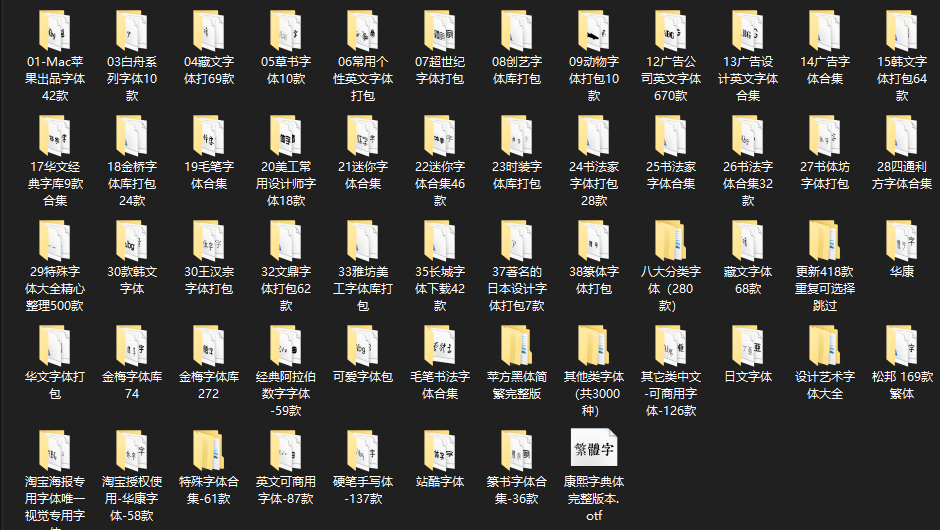 01-Mac苹果出品字体42款
03白舟系列字体10款
04藏文字体打69款
05草书字体10款
06常用个性英文字体打包
07超世纪字体打包
08创艺字体库打包
09动物字体打包10款
12广告公司英文字体670款
13广告设计英文字体合集
14广告字体合集
15韩文字体打包64款
17华文经典字库9款合集
18金桥字体库打包24款
19毛笔字体合集
20美工常用设计师字体18款
21迷你字体合集
22迷你字体合集46款
23时装字体库打包
24书法家字体打包28款
25书法家字体合集
26书法字体合集32款
27书体坊字体打包
28四通利方字体合集
29特殊字体大全精心整理500款
30款韩文字体
30王汉宗字体打包
32文鼎字体打包62款
33雅坊美工字体库打包
35长城字体下载42款
37著名的日本设计字体打包7款
38篆体字体打包
八大分类字体（280款）
藏文字体68款
更新418款重复可选择跳过
华康
华文字体打包
金梅字体库74
金梅字体库272
经典阿拉伯数字字体-59款
可爱字体包
毛笔书法字体合集
苹方黑体简繁完整版
其他类字体（共3000种）
其它类中文-可商用字体-126款
日文字体
设计艺术字体大全
松邦 169款繁体
淘宝海报专用字体唯一视觉专用字体
淘宝授权使用-华康字体-58款
特殊字体合集-61款
英文可商用字体-87款
硬笔手写体-137款
站酷字体
篆书字体合集-36款
繁體字
康熙字典体完整版本.otf